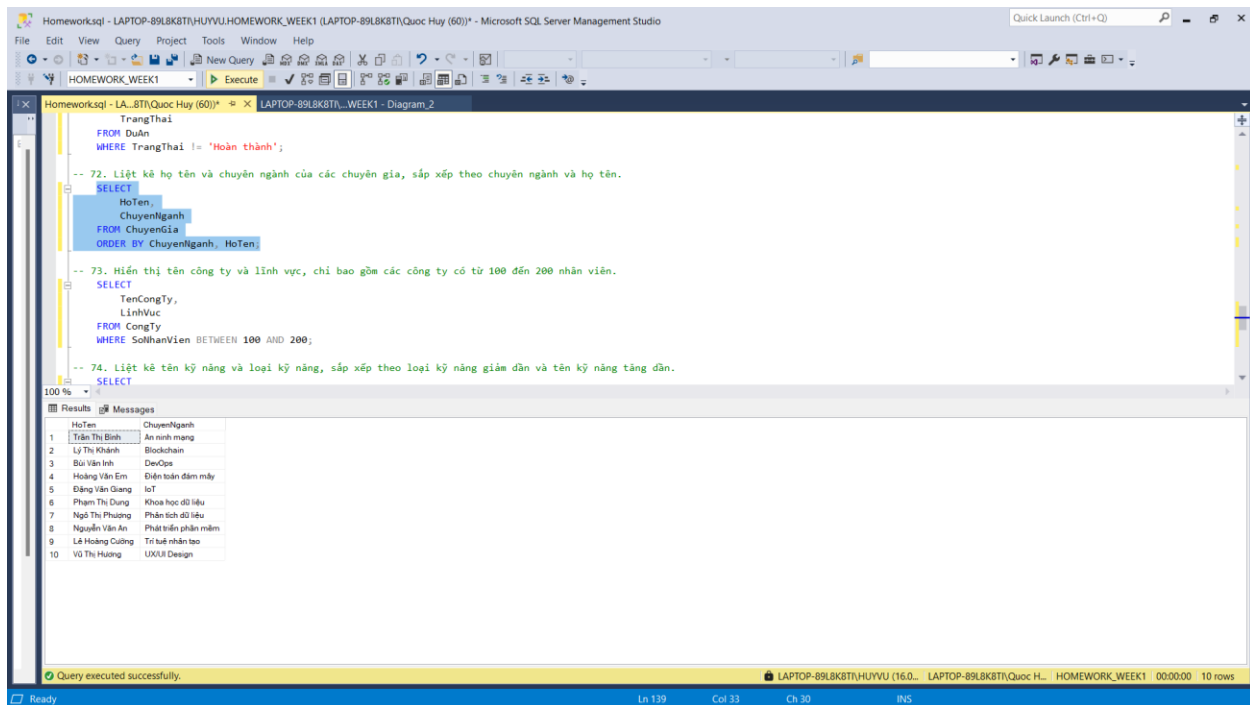 Homework.sql - LAPTOP-89L8K8TI\HUYVU.HOMEWORK_WEEK1 (LAPTOP-89L8K8TI\Quoc Huy (60))* - Microsoft SQL Server Management Studio
Quick Launch (Ctrl+Q)
File Edit View Query Project Tools Window Help
New Query
HOMEWORK_WEEK1 Execute
Homework.sql - LA...8TI\Quoc Huy (60))* LAPTOP-89L8K8TI\...WEEK1 - Diagram_2
TrangThai
FROM DuAn
WHERE TrangThai != 'Hoàn thành';
-- 72. Liệt kê họ tên và chuyên ngành của các chuyên gia, sắp xếp theo chuyên ngành và họ tên.
SELECT
HoTen,
ChuyenNganh
FROM ChuyenGia
ORDER BY ChuyenNganh, HoTen;
-- 73. Hiển thị tên công ty và lĩnh vực, chỉ bao gồm các công ty có từ 100 đến 200 nhân viên.
SELECT
TenCongTy,
LinhVuc
FROM CongTy
WHERE SoNhanVien BETWEEN 100 AND 200;
-- 74. Liệt kê tên kỹ năng và loại kỹ năng, sắp xếp theo loại kỹ năng giảm dần và tên kỹ năng tăng dần.
SELECT
100 %
Results Messages
HoTen ChuyenNganh
1 Trần Thị Bình An ninh mạng
2 Lý Thị Khánh Blockchain
3 Bùi Văn Inh DevOps
4 Hoàng Văn Em Điện toán đám mây
5 Đặng Văn Giang IoT
6 Phạm Thị Dung Khoa học dữ liệu
7 Ngô Thị Phương Phân tích dữ liệu
8 Nguyễn Văn An Phát triển phần mềm
9 Lê Hoàng Cường Trí tuệ nhân tạo
10 Vũ Thị Hương UX/UI Design
Query executed successfully. LAPTOP-89L8K8TI\HUYVU (16.0... LAPTOP-89L8K8TI\Quoc H... HOMEWORK_WEEK1 00:00:00 10 rows
Ready Ln 139 Col 33 Ch 30 INS